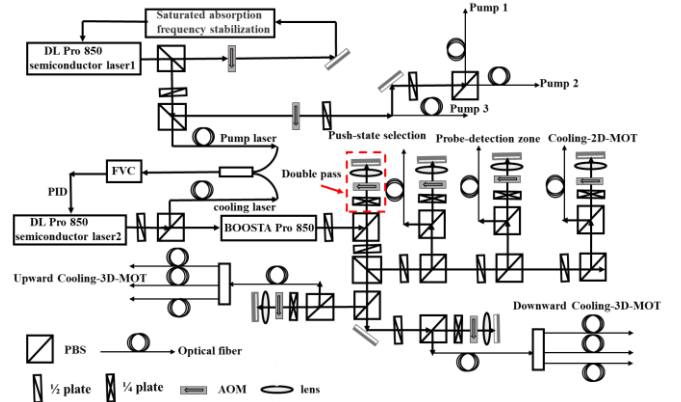 Pump 1
Saturated absorption
frequency stabilization
DL Pro 850
semiconductor laser1
Pump 2
Pump 3
Push-state selection
Probe-detection zone
Cooling-2D-MOT
Pump laser
Double pass
FVC
PID
cooling laser
DL Pro 850
semiconductor laser2
BOOSTA Pro 850
Upward Cooling-3D-MOT
Downward Cooling-3D-MOT
PBS
Optical fiber
½ plate
¼ plate
AOM
lens